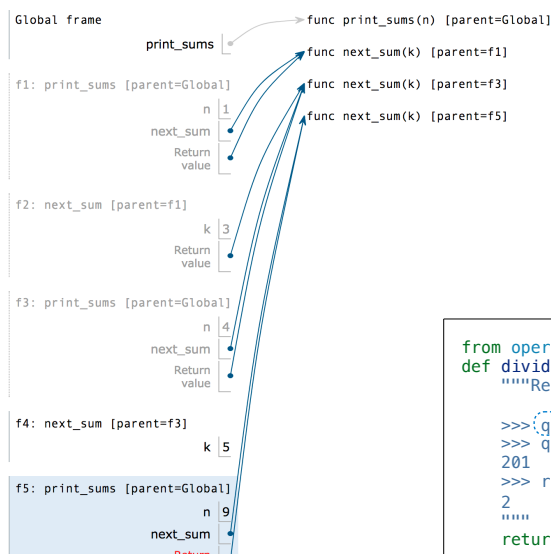 Global frame
print_sums
func print_sums(n) [parent=Global]
func next_sum(k) [parent=f1]
func next_sum(k) [parent=f3]
func next_sum(k) [parent=f5]
f1: print_sums [parent=Global]
n 1
next_sum
Return
value
f2: next_sum [parent=f1]
k 3
Return
value
f3: print_sums [parent=Global]
n 4
next_sum
Return
value
f4: next_sum [parent=f3]
k 5
f5: print_sums [parent=Global]
n 9
next_sum
Return
from oper
def divid
"""Re
>>> q
>>> q
201
>>> r
2
"""
retur